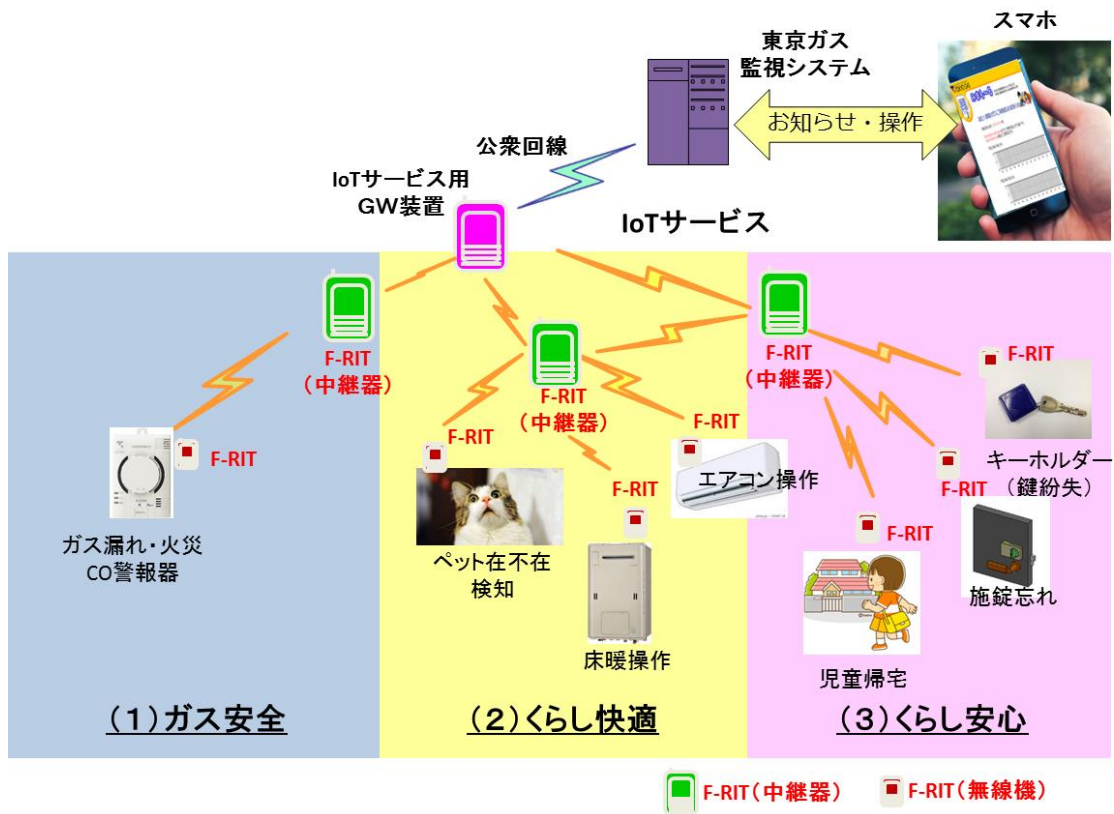 スマホ
東京ガス
監視システム
お知らせ・操作
公衆回線
IoTサービス用
GW装置
IoTサービス
F-RIT
（中継器）
F-RIT
（中継器）
F-RIT
（中継器）
F-RIT
ガス漏れ・火災
CO警報器
F-RIT
ペット在不在
検知
F-RIT
床暖操作
F-RIT
エアコン操作
F-RIT
キーホルダー
（鍵紛失）
F-RIT
施錠忘れ
F-RIT
児童帰宅
（１）ガス安全
（２）くらし快適
（３）くらし安心
F-RIT（中継器）
F-RIT（無線機）